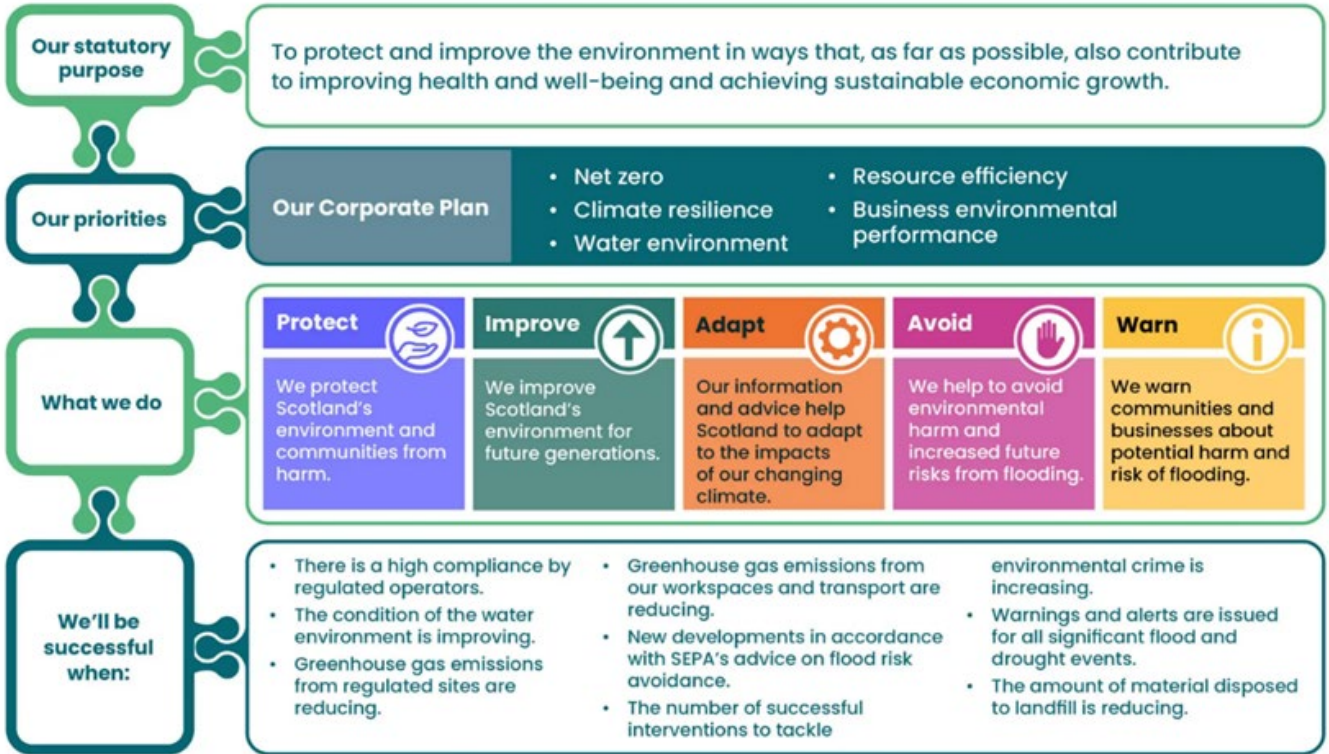 Our statutory
purpose
To protect and improve the environment in ways that, as far as possible, also contribute
to improving health and well-being and achieving sustainable economic growth.
Our priorities
Our Corporate Plan
• Net zero
• Climate resilience
• Water environment
• Resource efficiency
• Business environmental
performance
What we do
Protect
We protect
Scotland's
environment and
communities from
harm.
Improve
We improve
Scotland's
environment for
future generations.
Adapt
Our information
and advice help
Scotland to adapt
to the impacts
of our changing
climate.
Avoid
We help to avoid
environmental
harm and
increased future
risks from flooding.
Warn
We warn
communities and
businesses about
potential harm and
risk of flooding.
We'll be
successful
when:
• There is a high compliance by
regulated operators.
• The condition of the water
environment is improving.
• Greenhouse gas emissions
from regulated sites are
reducing.
• Greenhouse gas emissions from
our workspaces and transport are
reducing.
• New developments in accordance
with SEPA's advice on flood risk
avoidance.
• The number of successful
interventions to tackle
environmental crime is
increasing.
• Warnings and alerts are issued
for all significant flood and
drought events.
• The amount of material disposed
to landfill is reducing.